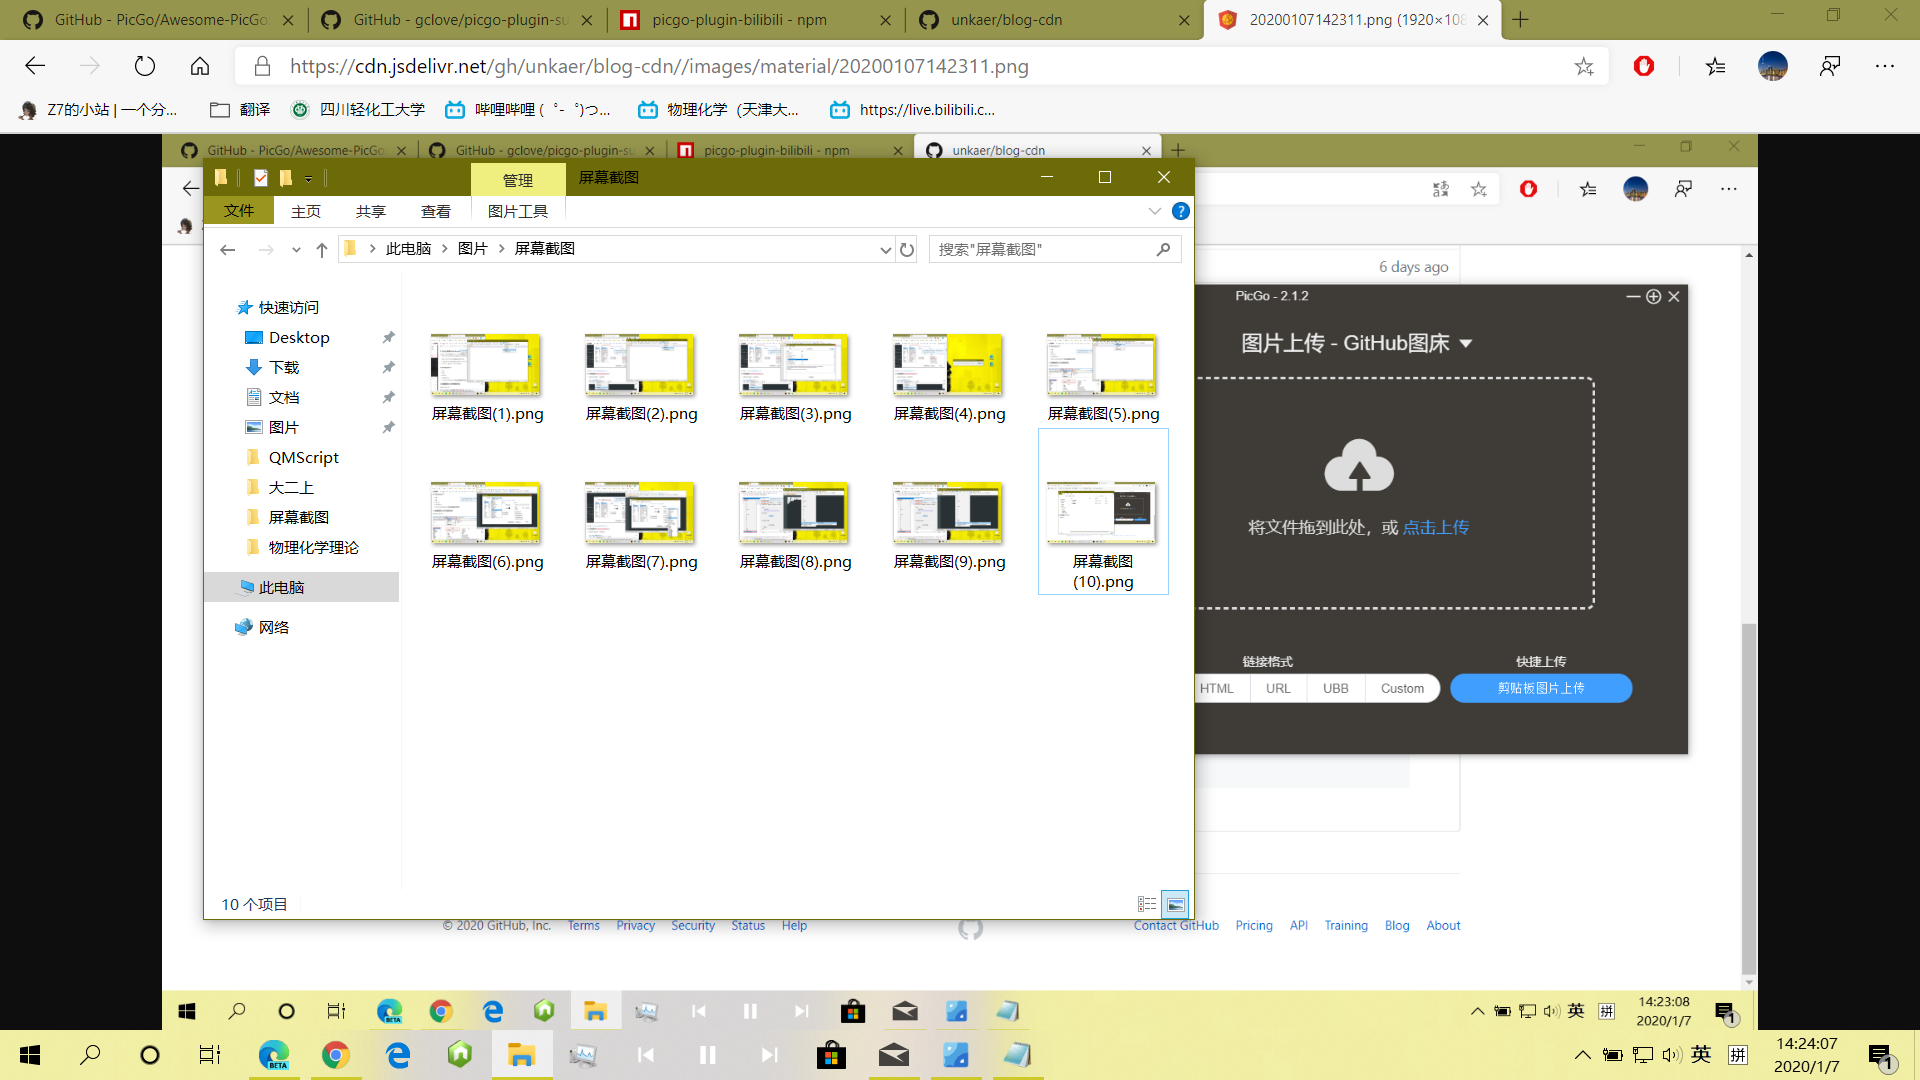 GitHub - PicGo/Awesome-PicGo:
GitHub - gclove/picgo-plugin-su
picgo-plugin-bilibili - npm
unkaer/blog-cdn
20200107142311.png (1920×108
https://cdn.jsdelivr.net/gh/unkaer/blog-cdn//images/material/20200107142311.png
Z7的小站 | 一个分...
翻译
四川轻化工大学
哔哩哔哩 ( ゜- ゜)つ...
物理化学（天津大...
https://live.bilibili.c...
GitHub - PicGo/Awesome-PicGo:
GitHub - gclove/picgo-plugin-su
picgo-plugin-bilibili - npm
unkaer/blog-cdn
管理
屏幕截图
文件
主页
共享
查看
图片工具
此电脑
图片
屏幕截图
搜索"屏幕截图"
6 days ago
快速访问
Desktop
下载
文档
图片
QMScript
大二上
屏幕截图
物理化学理论
此电脑
网络
屏幕截图(1).png
屏幕截图(2).png
屏幕截图(3).png
屏幕截图(4).png
屏幕截图(5).png
屏幕截图(6).png
屏幕截图(7).png
屏幕截图(8).png
屏幕截图(9).png
屏幕截图
(10).png
10 个项目
PicGo - 2.1.2
图片上传 - GitHub图床
将文件拖到此处，或 点击上传
链接格式
快捷上传
HTML
URL
UBB
Custom
剪贴板图片上传
© 2020 GitHub, Inc.
Terms
Privacy
Security
Status
Help
Contact GitHub
Pricing
API
Training
Blog
About
BETA
英
拼
14:23:08
2020/1/7
1
BETA
英
拼
14:24:07
2020/1/7
1